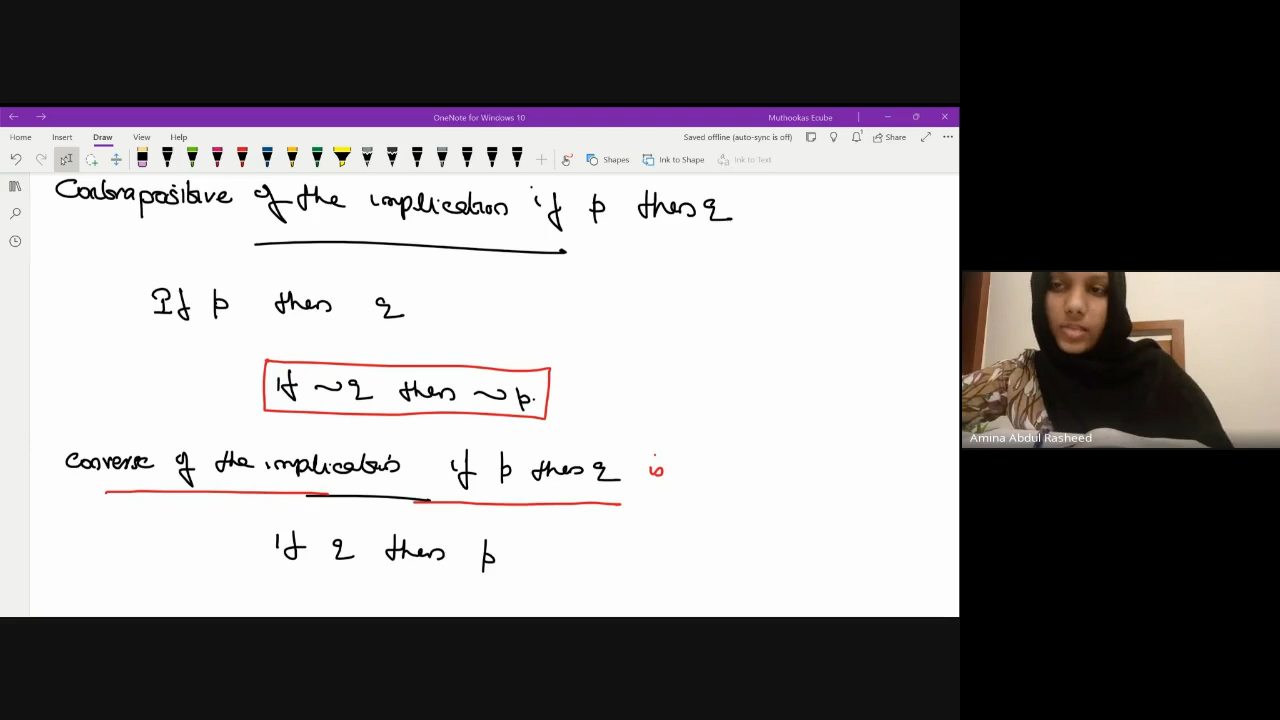 OneNote for Windows 10
Muthookas Ecube
Home Insert Draw View Help
Saved offline (auto-sync is off)
Share
Shapes
Ink to Shape
Ink to Text
Contrapositive of the implication if p then q
If p then q
If ~q then ~p.
Converse of the implication if p then q is
If q then p
Amina Abdul Rasheed